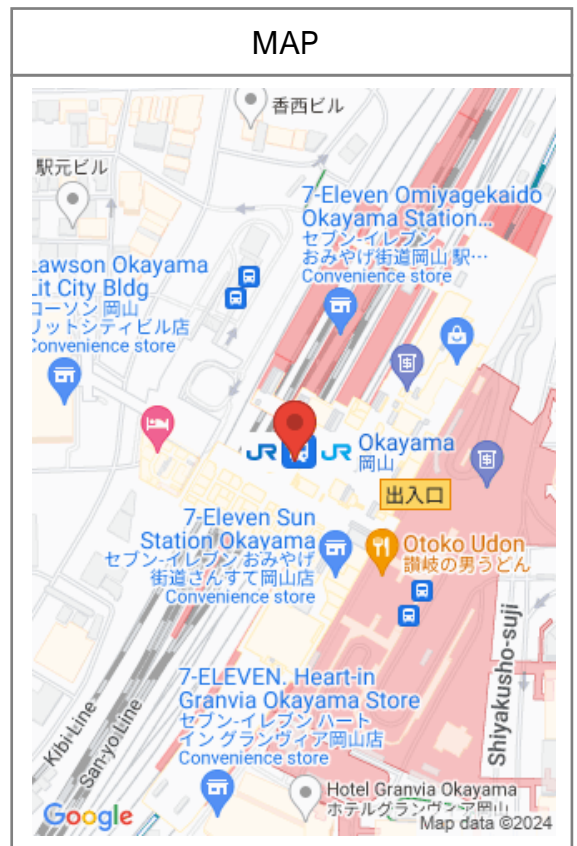 MAP
香西ビル
駅元ビル
7-Eleven Omiyagekaido
Okayama Station...
セブン-イレブン
おみやげ街道岡山 駅…
Convenience store
Lawson Okayama
Lit City Bldg
ローソン 岡山
リットシティビル店
Convenience store
JR
JR
Okayama
岡山
出入口
7-Eleven Sun
Station Okayama
セブン-イレブン おみやげ
街道さんすて岡山店
Convenience store
Otoko Udon
讃岐の男うどん
Shiyakusho-suji
7-ELEVEN. Heart-in
Granvia Okayama Store
セブン-イレブン ハート
イン グランヴィア岡山店
Convenience store
Kibi Line
San-yo Line
Hotel Granvia Okayama
ホテルグランヴィア岡山
Google
Map data ©2024